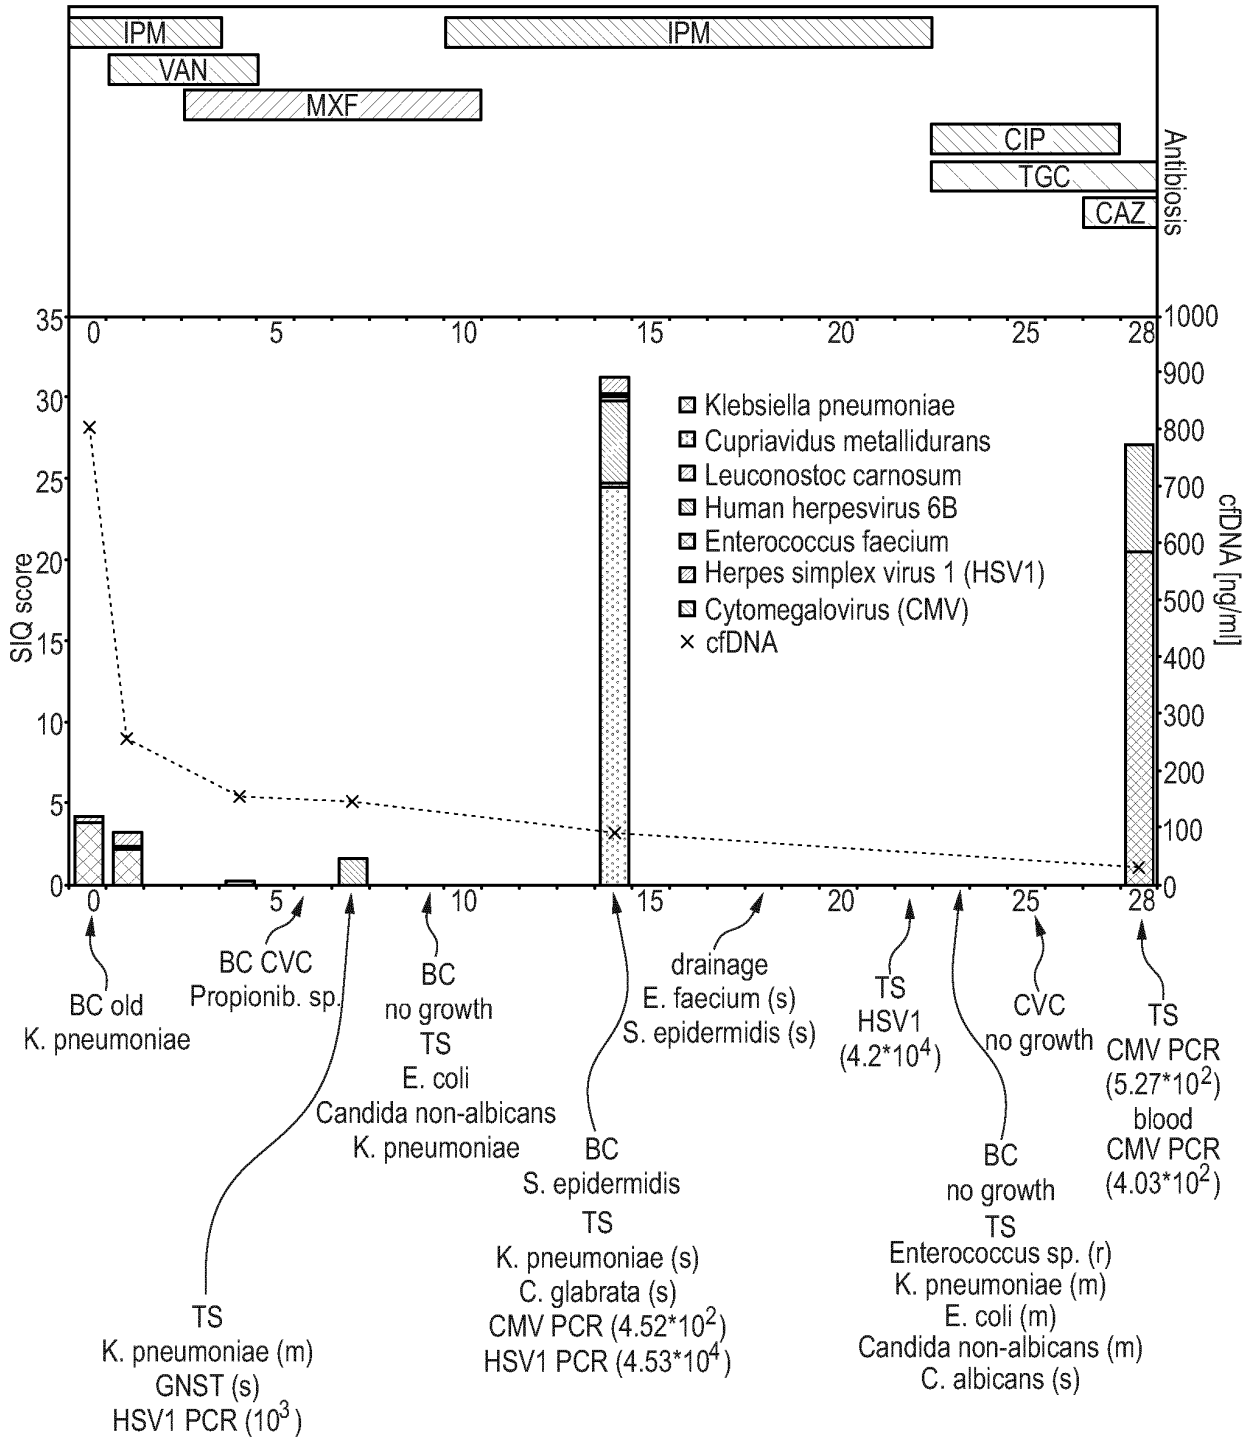 IPM
IPM
VAN
MXF
CIP
TGC
CAZ
Antibiosis
35
0
5
10
15
20
25
28
1000
30
25
20
15
10
5
0
SIQ score
900
800
700
600
500
400
300
200
100
0
cfDNA [ng/ml]
Klebsiella pneumoniae
Cupriavidus metallidurans
Leuconostoc carnosum
Human herpesvirus 6B
Enterococcus faecium
Herpes simplex virus 1 (HSV1)
Cytomegalovirus (CMV)
× cfDNA
0
5
10
15
20
25
28
BC old
K. pneumoniae
BC CVC
Propionib. sp.
TS
K. pneumoniae (m)
GNST (s)
HSV1 PCR (10³)
BC
no growth
TS
E. coli
Candida non-albicans
K. pneumoniae
BC
S. epidermidis
TS
K. pneumoniae (s)
C. glabrata (s)
CMV PCR (4.52*10²)
HSV1 PCR (4.53*10⁴)
drainage
E. faecium (s)
S. epidermidis (s)
TS
HSV1
(4.2*10⁴)
BC
no growth
TS
Enterococcus sp. (r)
K. pneumoniae (m)
E. coli (m)
Candida non-albicans (m)
C. albicans (s)
CVC
no growth
TS
CMV PCR
(5.27*10²)
blood
CMV PCR
(4.03*10²)